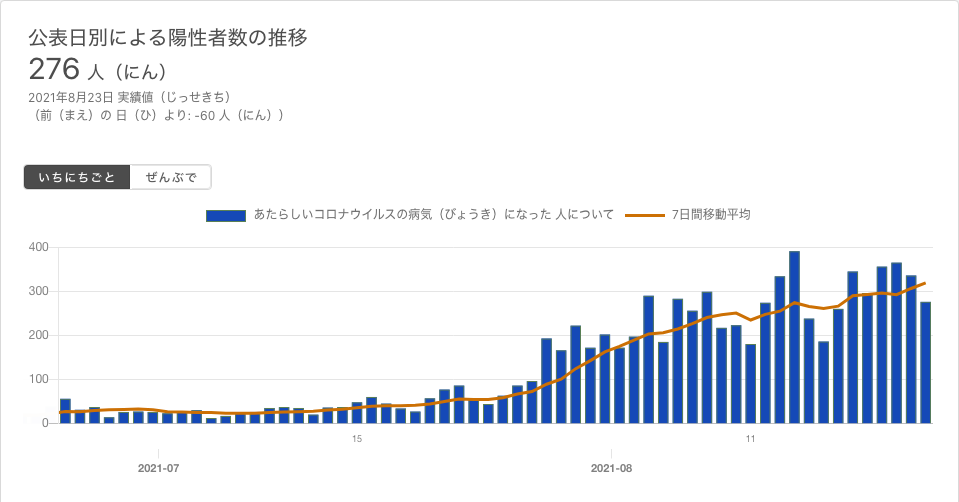 公表日別による陽性者数の推移
276 人（にん）
2021年8月23日 実績値（じっせきち）
（前（まえ）の 日（ひ）より: -60 人（にん））
いちにちごと ぜんぶで
あたらしいコロナウイルスの病気（びょうき）になった 人について 7日間移動平均
400
300
200
100
0
15 11
2021-07 2021-08